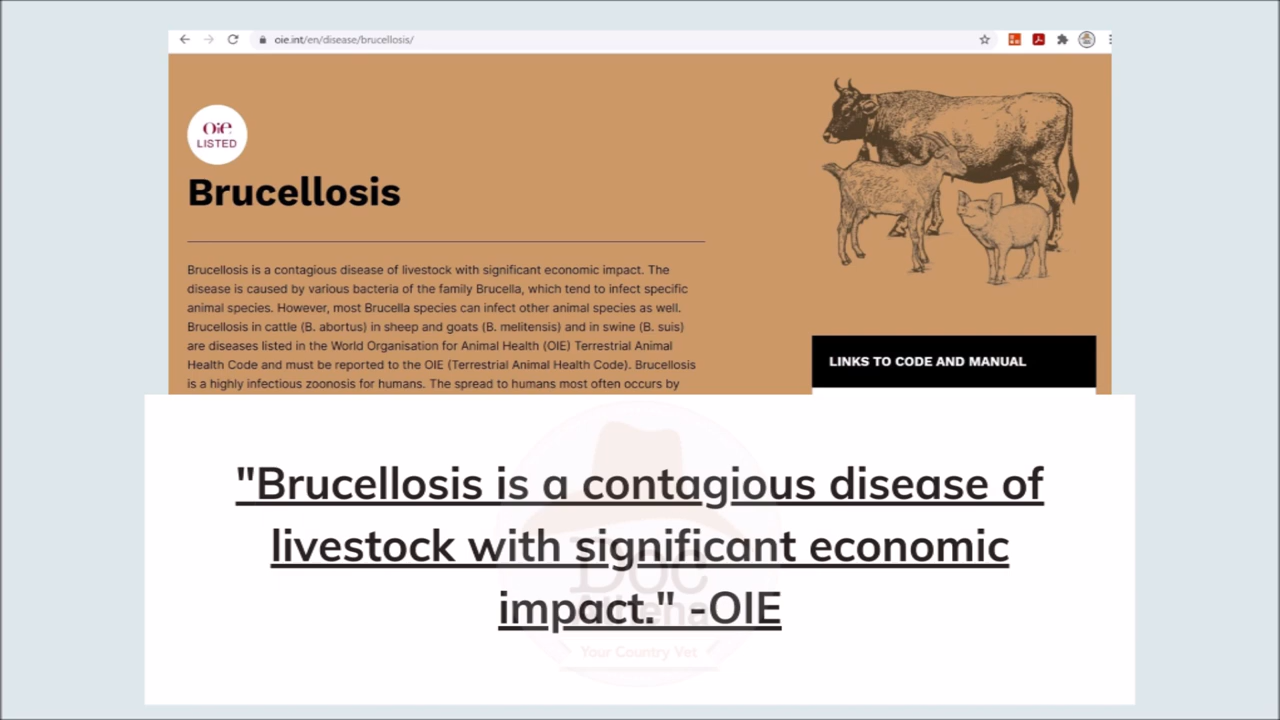 oie.int/en/disease/brucellosis/
oie
LISTED
Brucellosis
Brucellosis is a contagious disease of livestock with significant economic impact. The
disease is caused by various bacteria of the family Brucella, which tend to infect specific
animal species. However, most Brucella species can infect other animal species as well.
Brucellosis in cattle (B. abortus) in sheep and goats (B. melitensis) and in swine (B. suis)
are diseases listed in the World Organisation for Animal Health (OIE) Terrestrial Animal
Health Code and must be reported to the OIE (Terrestrial Animal Health Code). Brucellosis
is a highly infectious zoonosis for humans. The spread to humans most often occurs by
LINKS TO CODE AND MANUAL
"Brucellosis is a contagious disease of
livestock with significant economic
impact." -OIE
Doc
Athena
Your Country Vet